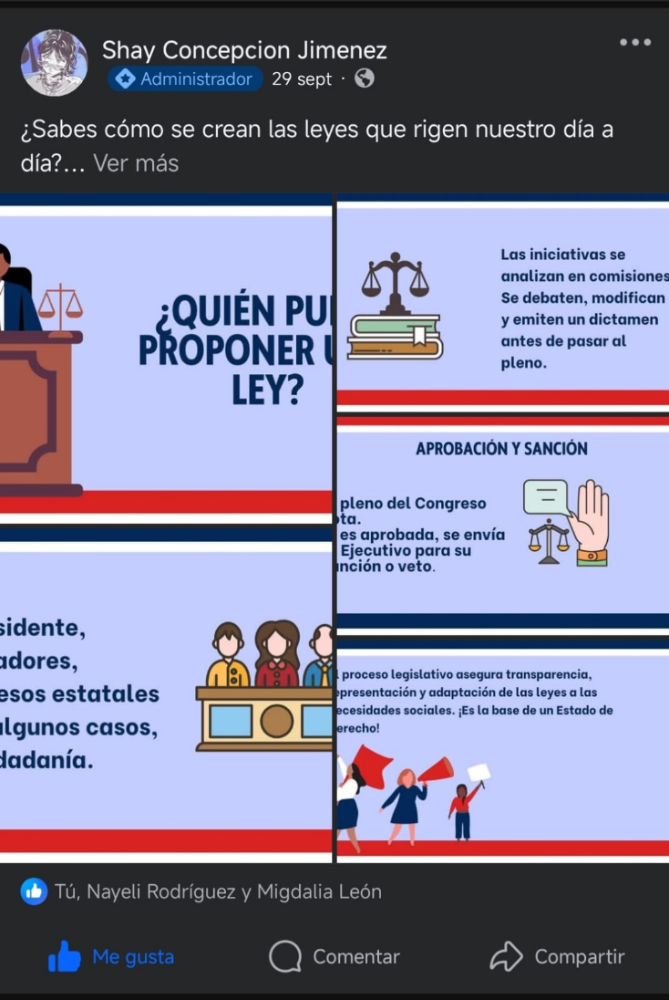 Shay Concepcion Jimenez
Administrador 29 sept ·
¿Sabes cómo se crean las leyes que rigen nuestro día a
día?... Ver más
¿QUIÉN PU
PROPONER U
LEY?
sidente,
adores,
esos estatales
algunos casos,
dadanía.
Las iniciativas se
analizan en comisiones
Se debaten, modifican
y emiten un dictamen
antes de pasar al
pleno.
APROBACIÓN Y SANCIÓN
pleno del Congreso
ota.
es aprobada, se envía
Ejecutivo para su
nción o veto.
l proceso legislativo asegura transparencia,
epresentación y adaptación de las leyes a las
ecesidades sociales. ¡Es la base de un Estado de
erecho!
Tú, Nayeli Rodríguez y Migdalia León
Me gusta
Comentar
Compartir